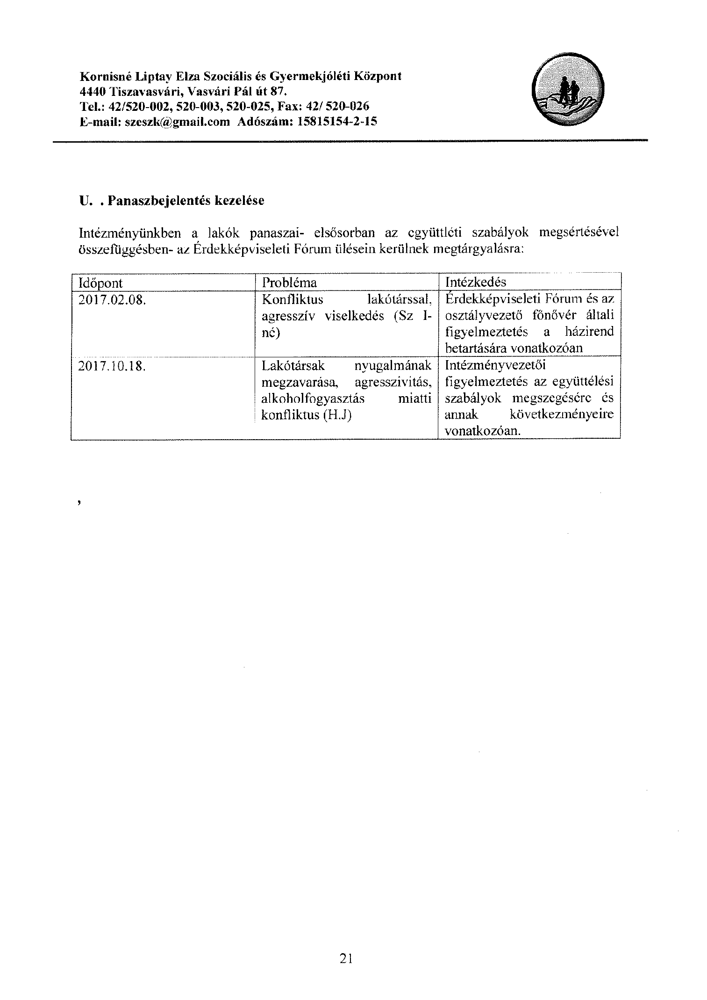 Kornisné Liptay Elza Szociális és Gyermekjóléti Központ
4440 Tiszavasvári, Vasvári Pál út 87.
Tel.: 42/520-002, 520-003, 520-025, Fax: 42/ 520-026
E-mail: szeszk@gmail.com Adószám: 15815154-2-15
U. . Panaszbejelentés kezelése
Intézményünkben a lakók panaszai- elsősorban az együttléti szabályok megsértésével
összefüggésben- az Érdekképviseleti Fórum ülésein kerülnek megtárgyalásra:
Időpont Probléma Intézkedés
2017.02.08. Konfliktus lakótárssal, Érdekképviseleti Fórum és az
agresszív viselkedés (Sz I- osztályvezető főnővér általi
né) figyelmeztetés a házirend
betartására vonatkozóan
2017.10.18. Lakótársak nyugalmának Intézményvezetői
megzavarása, agresszivitás, figyelmeztetés az együttélési
alkoholfogyasztás miatti szabályok megszegésére és
konfliktus (H.J) annak következményeire
vonatkozóan.
,
21